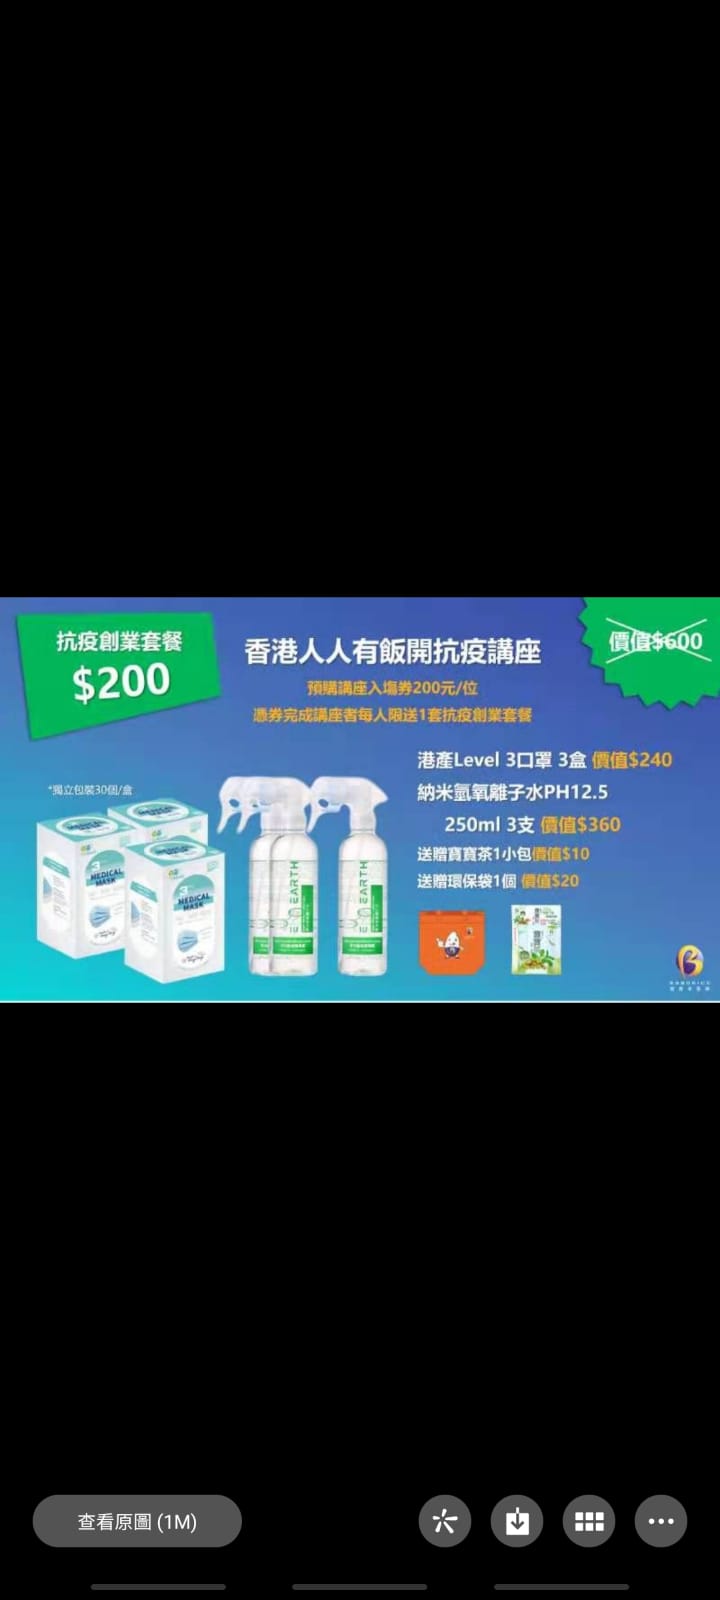 抗疫創業套餐
$200
香港人人有飯開抗疫講座
價值$600
預購講座入場券200元/位
憑券完成講座者每人限送1套抗疫創業套餐
港產Level 3口罩 3盒 價值$240
*獨立包裝30個/盒
納米氫氧離子水PH12.5
250ml 3支 價值$360
送贈寶寶茶1小包價值$10
送贈環保袋1個 價值$20
3
MEDICAL
MASK
MEDICAL
MASK
EARTH
EARTH
查看原圖 (1M)